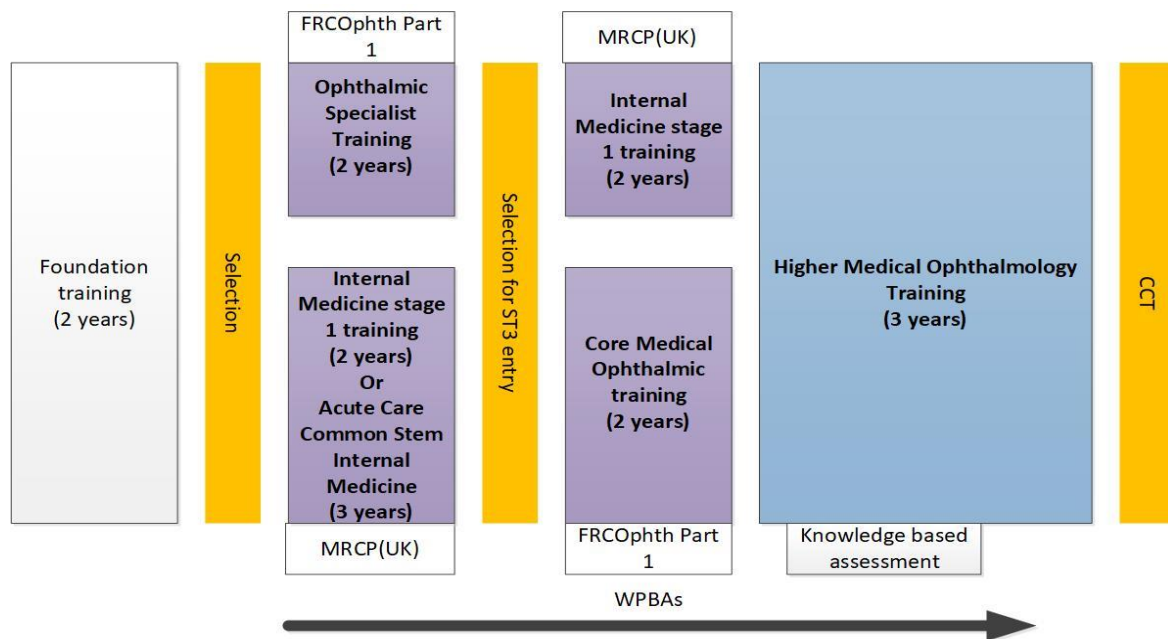 Foundation
training
(2 years)
Selection
FRCOphth Part
1
Ophthalmic
Specialist
Training
(2 years)
Internal
Medicine stage
1 training
(2 years)
Or
Acute Care
Common Stem
Internal
Medicine
(3 years)
MRCP(UK)
Selection for ST3 entry
MRCP(UK)
Internal
Medicine stage
1 training
(2 years)
Core Medical
Ophthalmic
training
(2 years)
FRCOphth Part
1
Higher Medical Ophthalmology
Training
(3 years)
Knowledge based
assessment
CCT
WPBAs